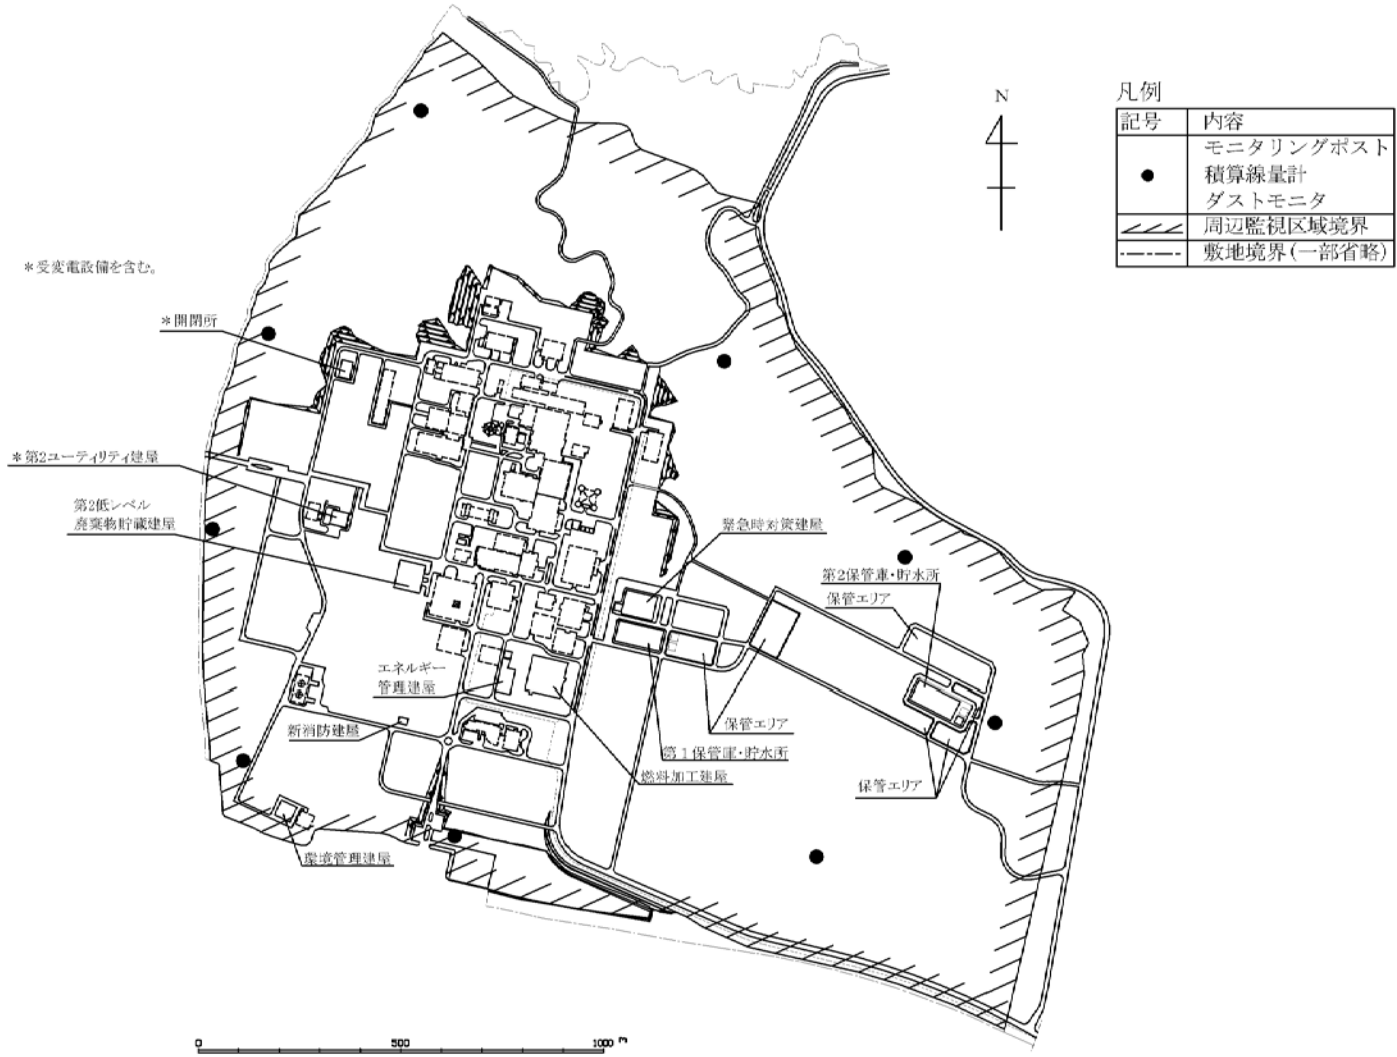 N
凡例
記号 内容
モニタリングポスト
積算線量計
ダストモニタ
周辺監視区域境界
敷地境界(一部省略)
*受変電設備を含む。
*開閉所
*第2ユーティリティ建屋
第2低レベル
廃棄物貯蔵建屋
緊急時対策建屋
第2保管庫・貯水所
保管エリア
エネルギー
管理建屋
新消防建屋
保管エリア
第1保管庫・貯水所
燃料加工建屋
保管エリア
環境管理建屋
0 500 1000 m